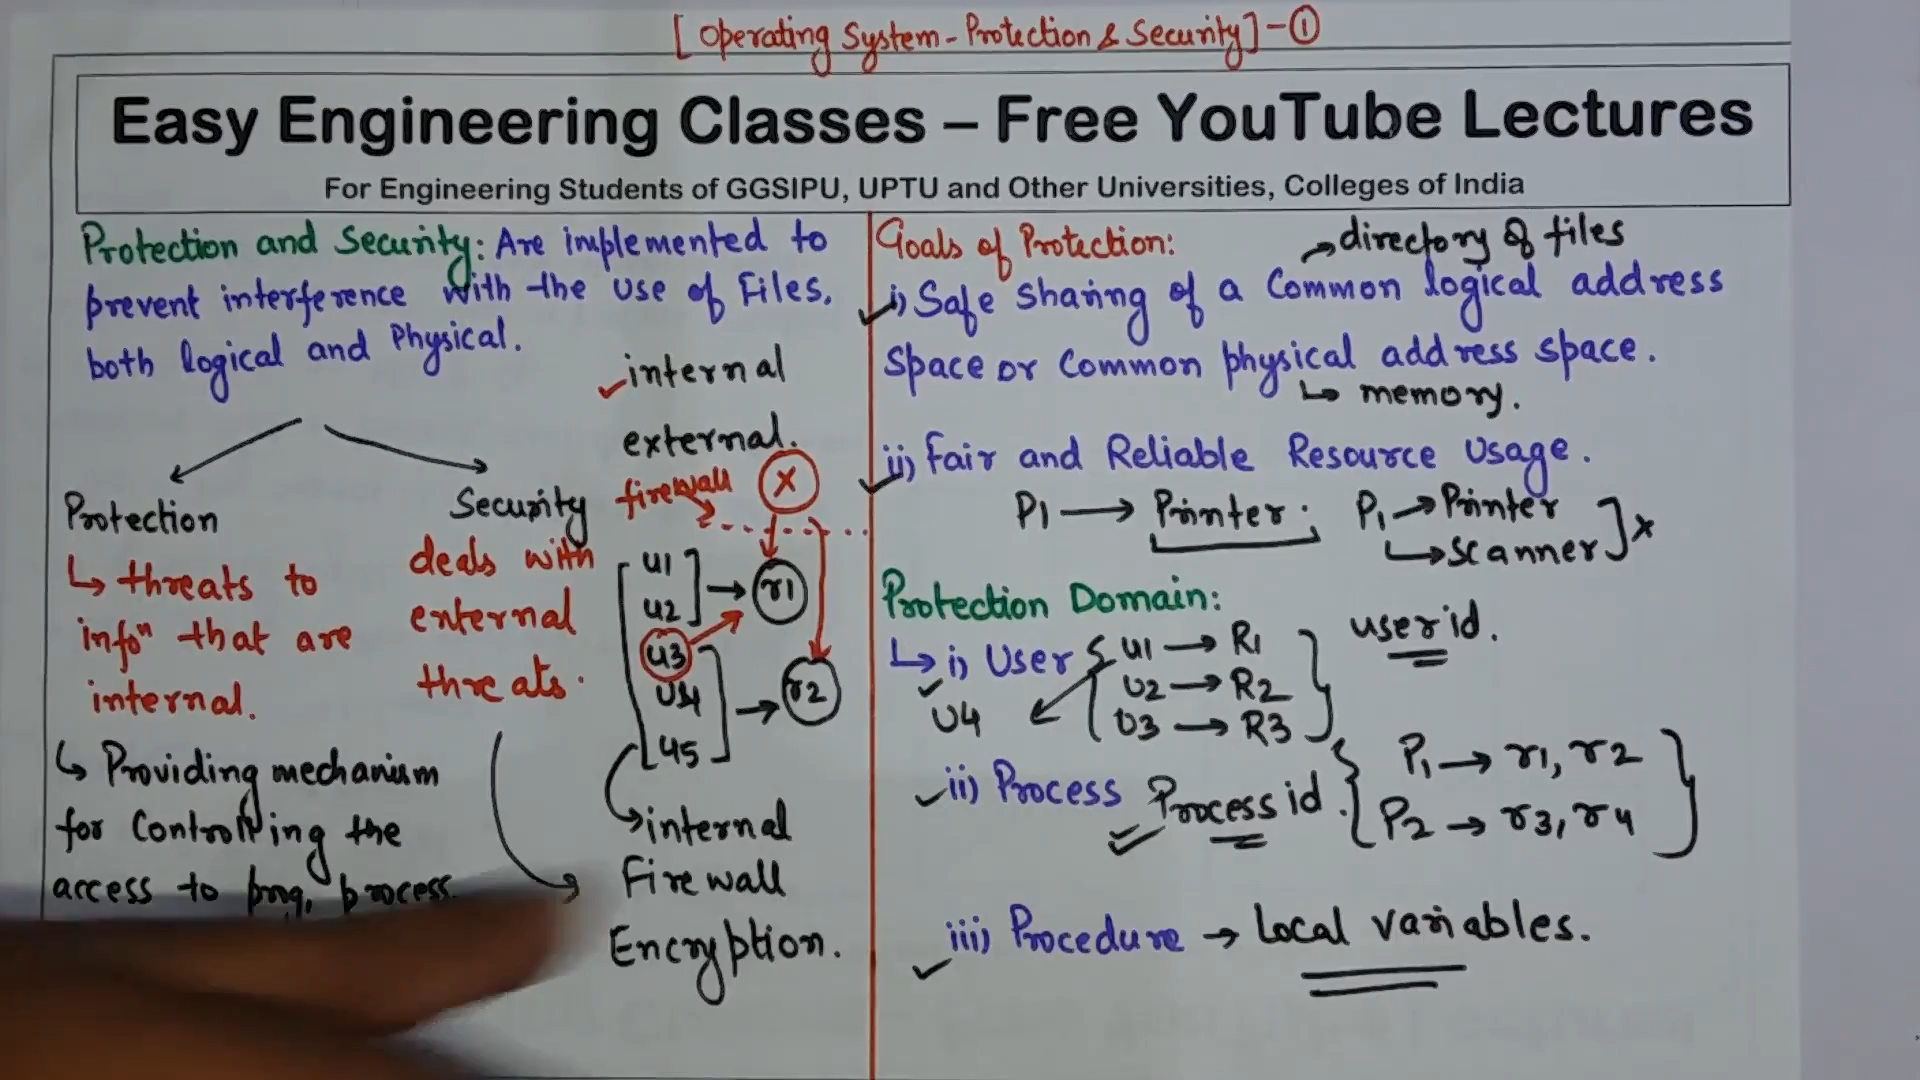 [Operating System - Protection & Security] - ①
Easy Engineering Classes – Free YouTube Lectures
For Engineering Students of GGSIPU, UPTU and Other Universities, Colleges of India
Protection and Security: Are implemented to
prevent interference with the use of Files,
both logical and Physical.
internal
external.
firewall X
Protection
↳ threats to
infoⁿ that are
internal.
↳ Providing mechanism
for Controlling the
access to prog, process
Security
deals with
external
threats.
u1
u2
u3
u4
u5
r1
r2
internal
Firewall
Encryption.
Goals of Protection:
→ directory of files
i) Safe Sharing of a Common logical address
Space or Common physical address space.
↳ memory.
ii) Fair and Reliable Resource Usage.
P1 → Printer. P1 → Printer
↳ Scanner ] x
Protection Domain:
↳ i) User { u1 → R1
U2 → R2
U3 → R3 }
user id.
U4
ii) Process Process id. { P1 → r1, r2
P2 → r3, r4 }
iii) Procedure → Local variables.